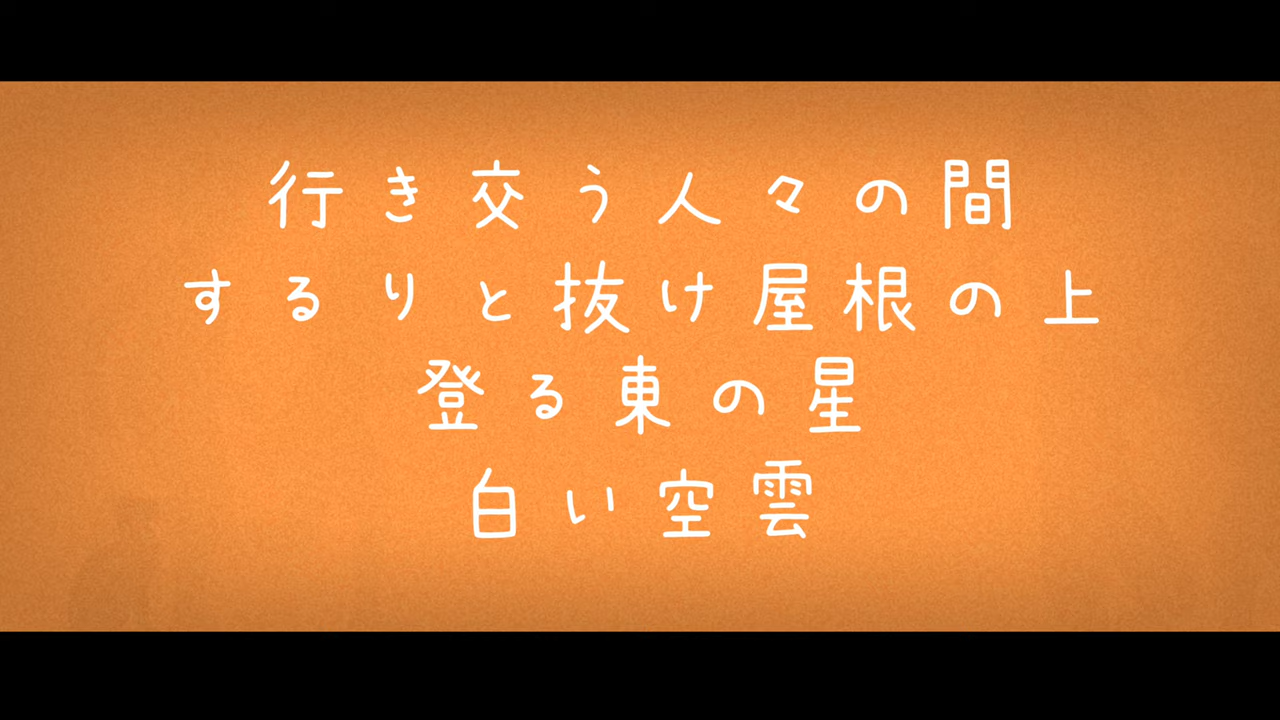 行き交う人々の間
するりと抜け屋根の上
登る東の星
白い空雲